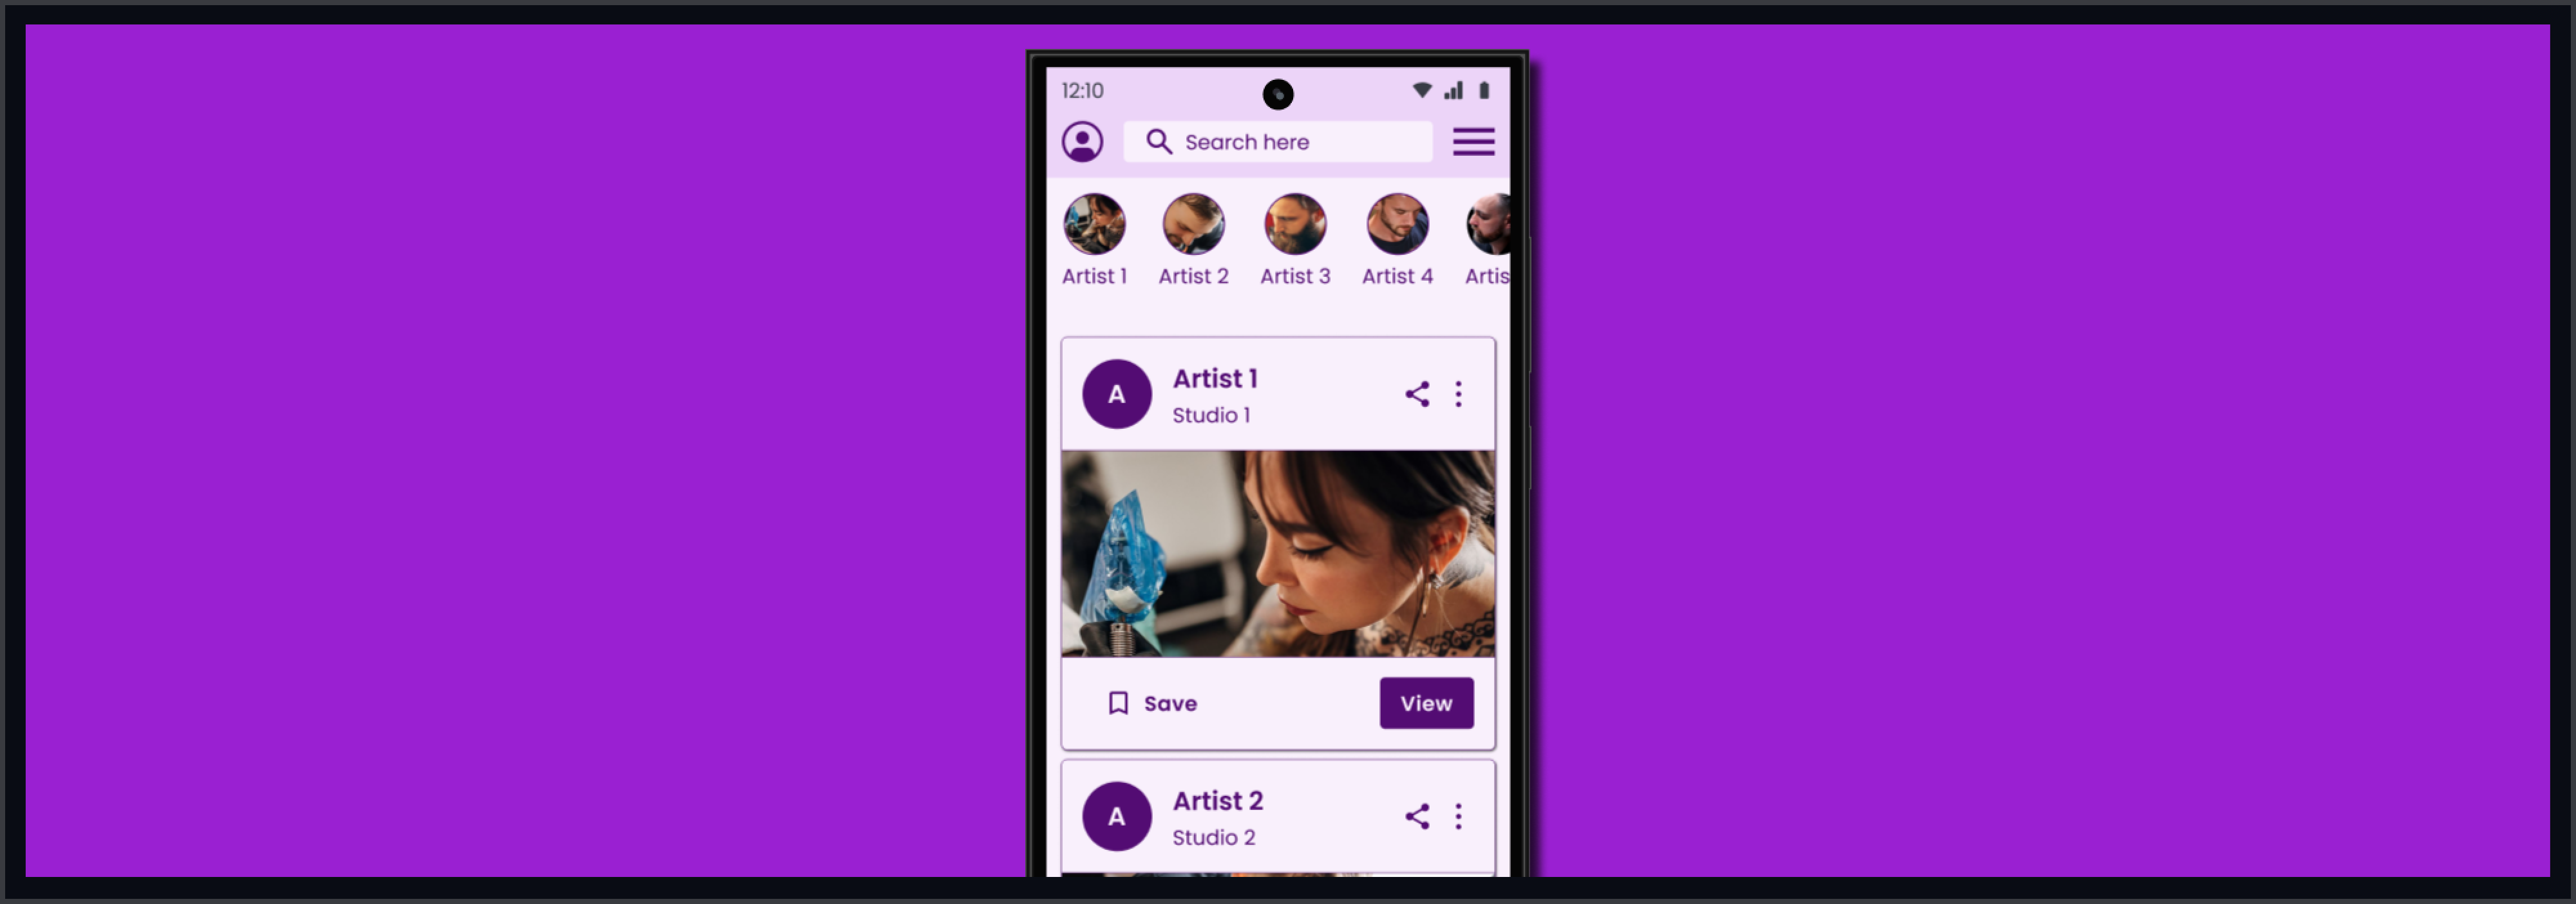 12:10
Search here
Artist 1 Artist 2 Artist 3 Artist 4 Artis
A
Artist 1
Studio 1
Save
View
A
Artist 2
Studio 2